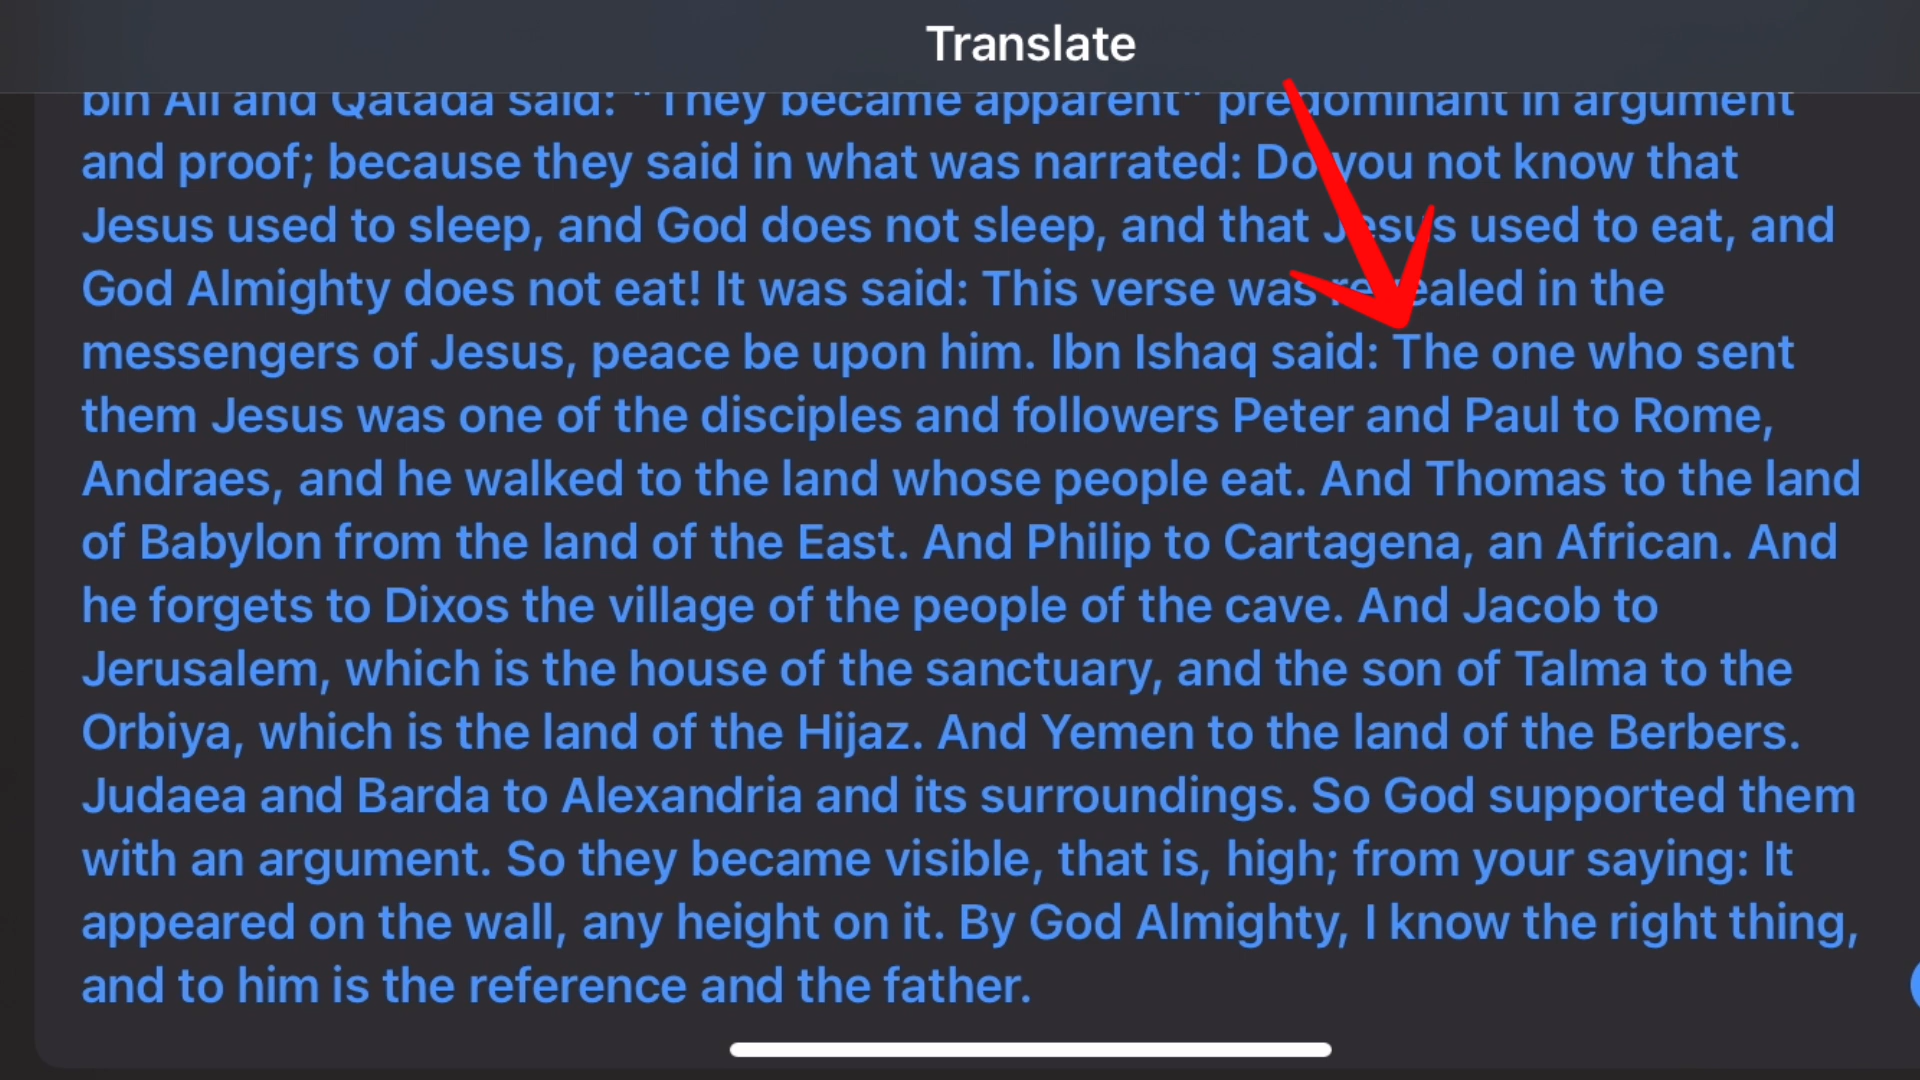 Translate
bin Ali and Qatada said: "They became apparent" predominant in argument
and proof; because they said in what was narrated: Do you not know that
Jesus used to sleep, and God does not sleep, and that Jesus used to eat, and
God Almighty does not eat! It was said: This verse was revealed in the
messengers of Jesus, peace be upon him. Ibn Ishaq said: The one who sent
them Jesus was one of the disciples and followers Peter and Paul to Rome,
Andraes, and he walked to the land whose people eat. And Thomas to the land
of Babylon from the land of the East. And Philip to Cartagena, an African. And
he forgets to Dixos the village of the people of the cave. And Jacob to
Jerusalem, which is the house of the sanctuary, and the son of Talma to the
Orbiya, which is the land of the Hijaz. And Yemen to the land of the Berbers.
Judaea and Barda to Alexandria and its surroundings. So God supported them
with an argument. So they became visible, that is, high; from your saying: It
appeared on the wall, any height on it. By God Almighty, I know the right thing,
and to him is the reference and the father.